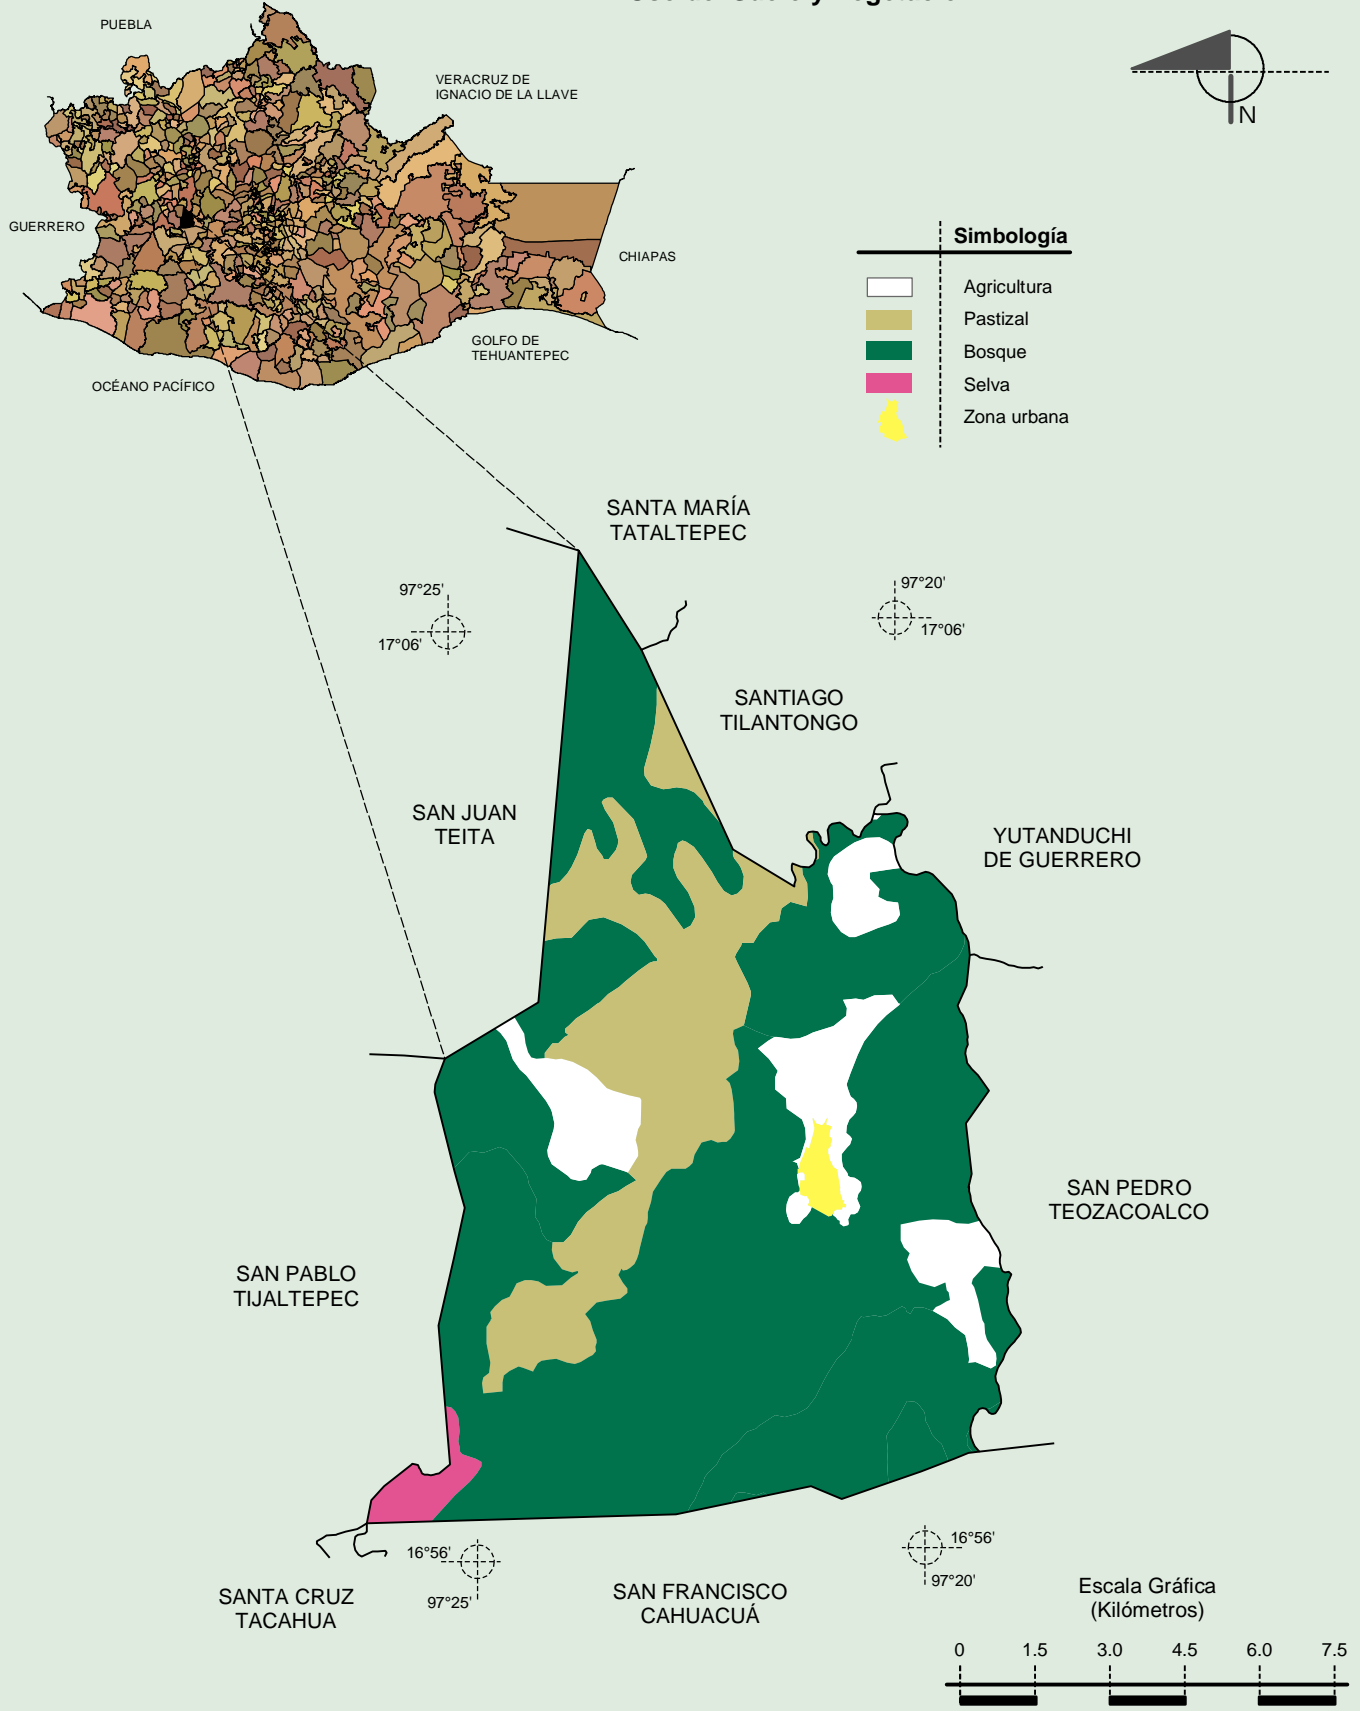 PUEBLA
VERACRUZ DE
IGNACIO DE LA LLAVE
GUERRERO
CHIAPAS
GOLFO DE
TEHUANTEPEC
OCÉANO PACÍFICO
N
Simbología
Agricultura
Pastizal
Bosque
Selva
Zona urbana
SANTA MARÍA
TATALTEPEC
97°25'
17°06'
97°20'
17°06'
SANTIAGO
TILANTONGO
SAN JUAN
TEITA
YUTANDUCHI
DE GUERRERO
SAN PEDRO
TEOZACOALCO
SAN PABLO
TIJALTEPEC
16°56'
97°25'
16°56'
97°20'
SANTA CRUZ
TACAHUA
SAN FRANCISCO
CAHUACUÁ
Escala Gráfica
(Kilómetros)
0 1.5 3.0 4.5 6.0 7.5